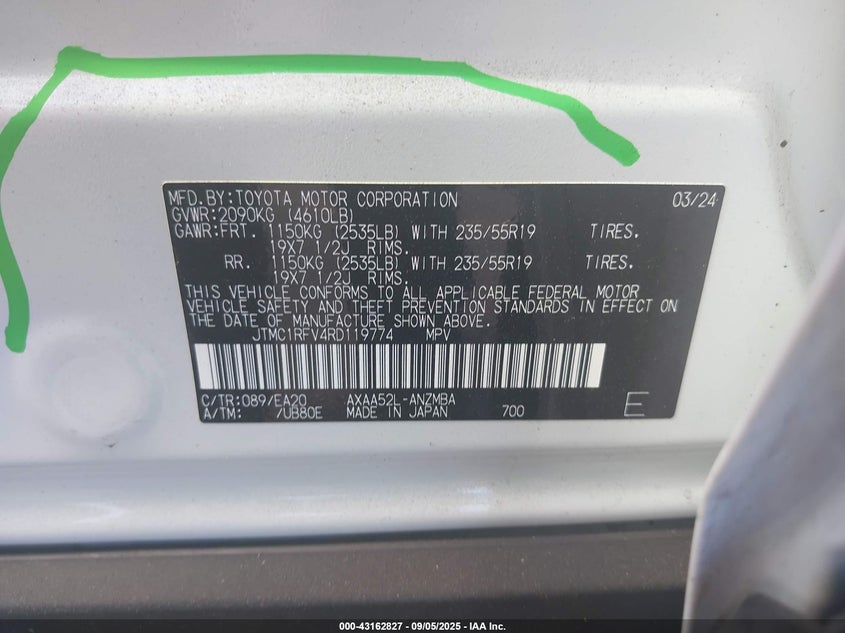 MFD.BY:TOYOTA MOTOR CORPORATION 03/24
GVWR:2090KG (4610LB)
GAWR:FRT. 1150KG (2535LB) WITH 235/55R19 TIRES.
19X7 1/2J RIMS.
RR. 1150KG (2535LB) WITH 235/55R19 TIRES.
19X7 1/2J RIMS.
THIS VEHICLE CONFORMS TO ALL APPLICABLE FEDERAL MOTOR
VEHICLE SAFETY AND THEFT PREVENTION STANDARDS IN EFFECT ON
THE DATE OF MANUFACTURE SHOWN ABOVE.
JTMC1RFV4RD119774 MPV
C/TR:089/EA20 AXAA52L-ANZMBA
A/TM: /UB80E MADE IN JAPAN 700 E
000-43162827 - 09/05/2025 - IAA Inc.